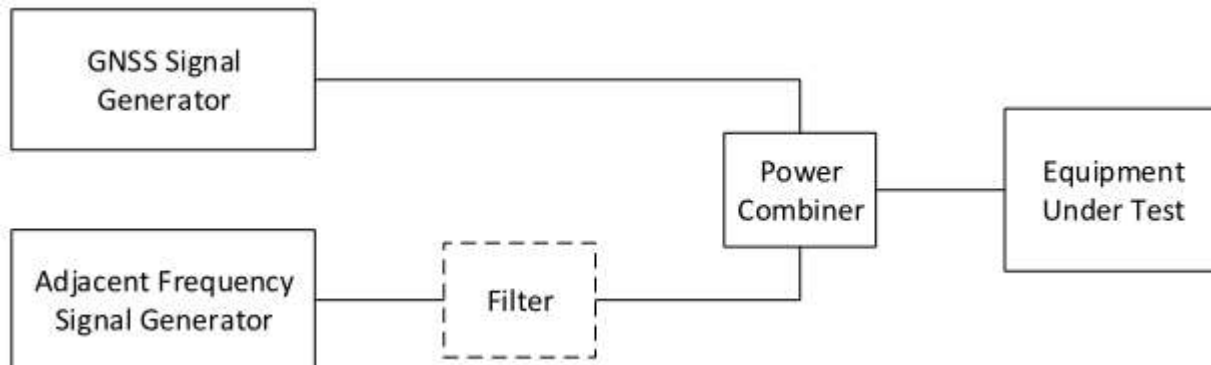 GNSS Signal
Generator
Power
Combiner
Equipment
Under Test
Adjacent Frequency
Signal Generator
Filter